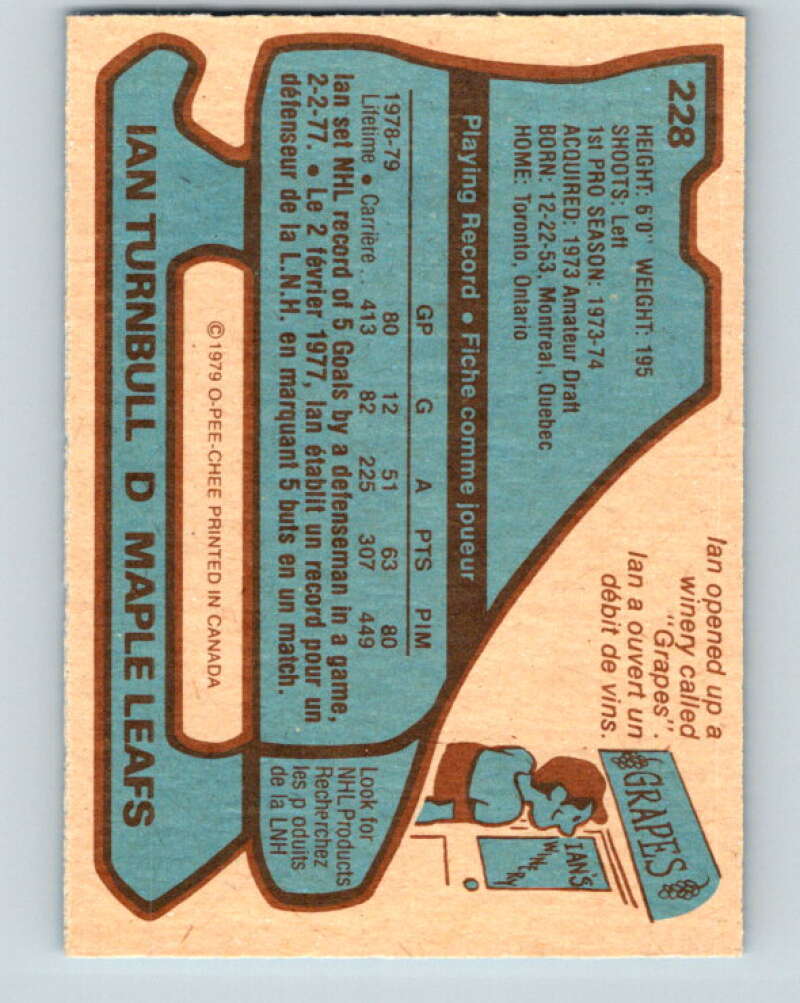 228
HEIGHT: 6'0" WEIGHT: 195
SHOOTS: Left
1st PRO SEASON: 1973-74
ACQUIRED: 1973 Amateur Draft
BORN: 12-22-53, Montreal, Quebec
HOME: Toronto, Ontario
Ian opened up a
winery called
"Grapes".
Ian a ouvert un
débit de vins.
GRAPES
IAN'S
WINERY
Playing Record • Fiche comme joueur
GP G A PTS PIM
1978-79 80 12 51 63 80
Lifetime • Carrière .. 413 82 225 307 449
Ian set NHL record of 5 Goals by a defenseman in a game,
2-2-77. • Le 2 février 1977, Ian établit un record pour un
défenseur de la L.N.H. en marquant 5 buts en un match.
Look for
NHL Products
Recherchez
les p oduits
de la LNH
© 1979 O-PEE-CHEE PRINTED IN CANADA
IAN TURNBULL D MAPLE LEAFS